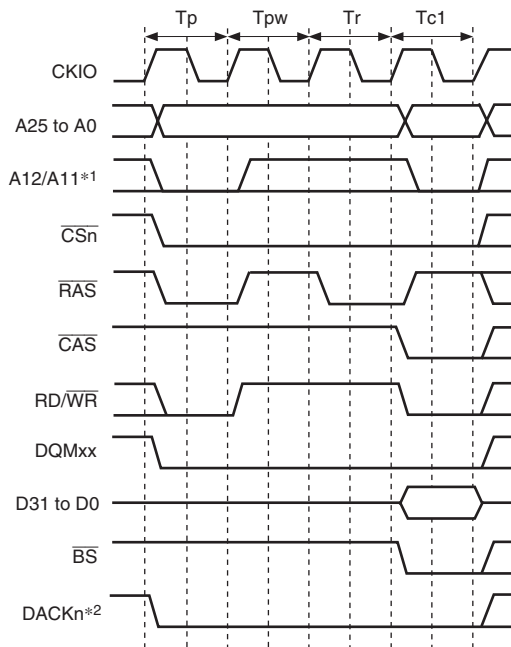 Tp Tpw Tr Tc1
CKIO
A25 to A0
A12/A11*1
CSn
RAS
CAS
RD/WR
DQMxx
D31 to D0
BS
DACKn*2